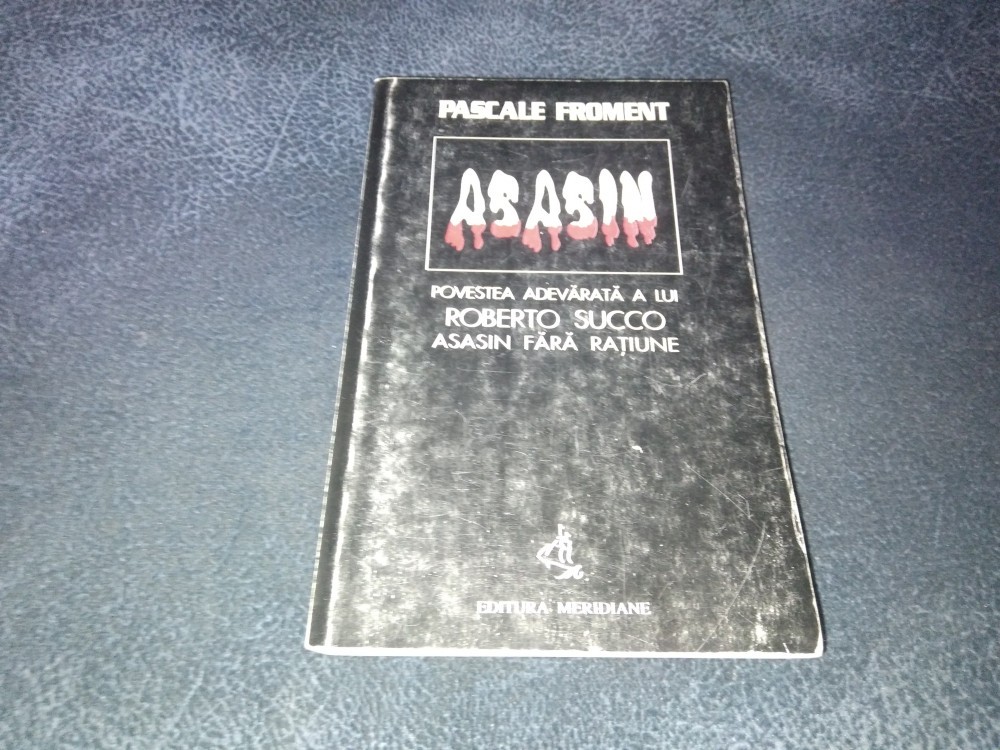 PASCALE FROMENT
ASASIN
POVESTEA ADEVĂRATĂ A LUI
ROBERTO SUCCO
ASASIN FĂRĂ RAȚIUNE
EDITURA MERIDIANE